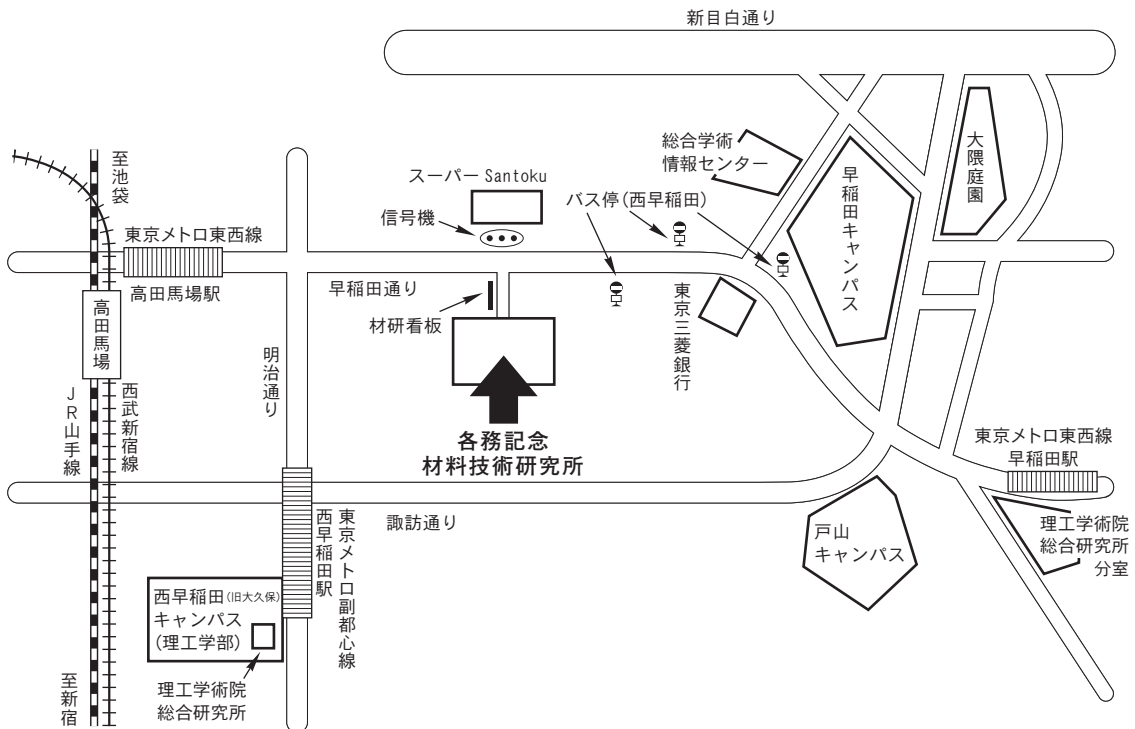 新目白通り
至池袋
総合学術
情報センター
大隈庭園
早稲田キャンパス
スーパー Santoku
バス停(西早稲田)
信号機
東京メトロ東西線
高田馬場駅
早稲田通り
高田馬場
材研看板
東京三菱銀行
明治通り
JR山手線
西武新宿線
各務記念
材料技術研究所
東京メトロ東西線
早稲田駅
諏訪通り
東京メトロ副都心線
西早稲田駅
戸山
キャンパス
理工学術院
総合研究所
分室
西早稲田(旧大久保)
キャンパス
(理工学部)
理工学術院
総合研究所
至新宿